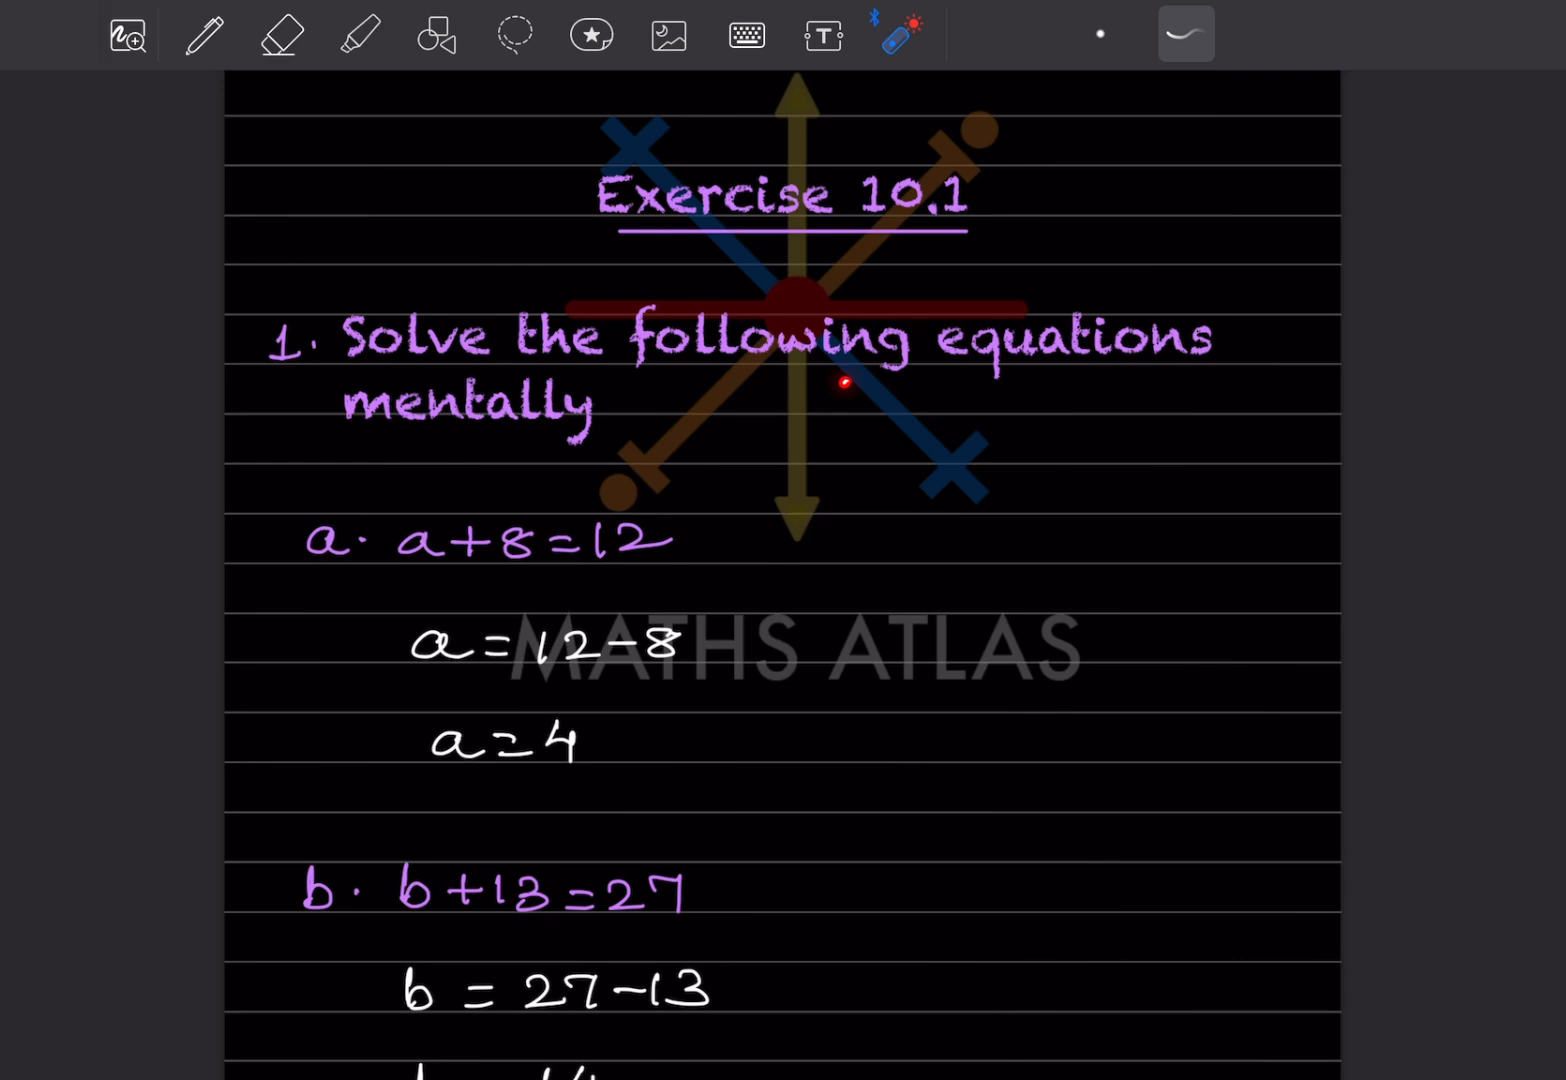 Exercise 10.1
1. Solve the following equations
mentally
a. a+8=12
MATHS ATLAS
a=12-8
a=4
b. b+13=27
b = 27-13